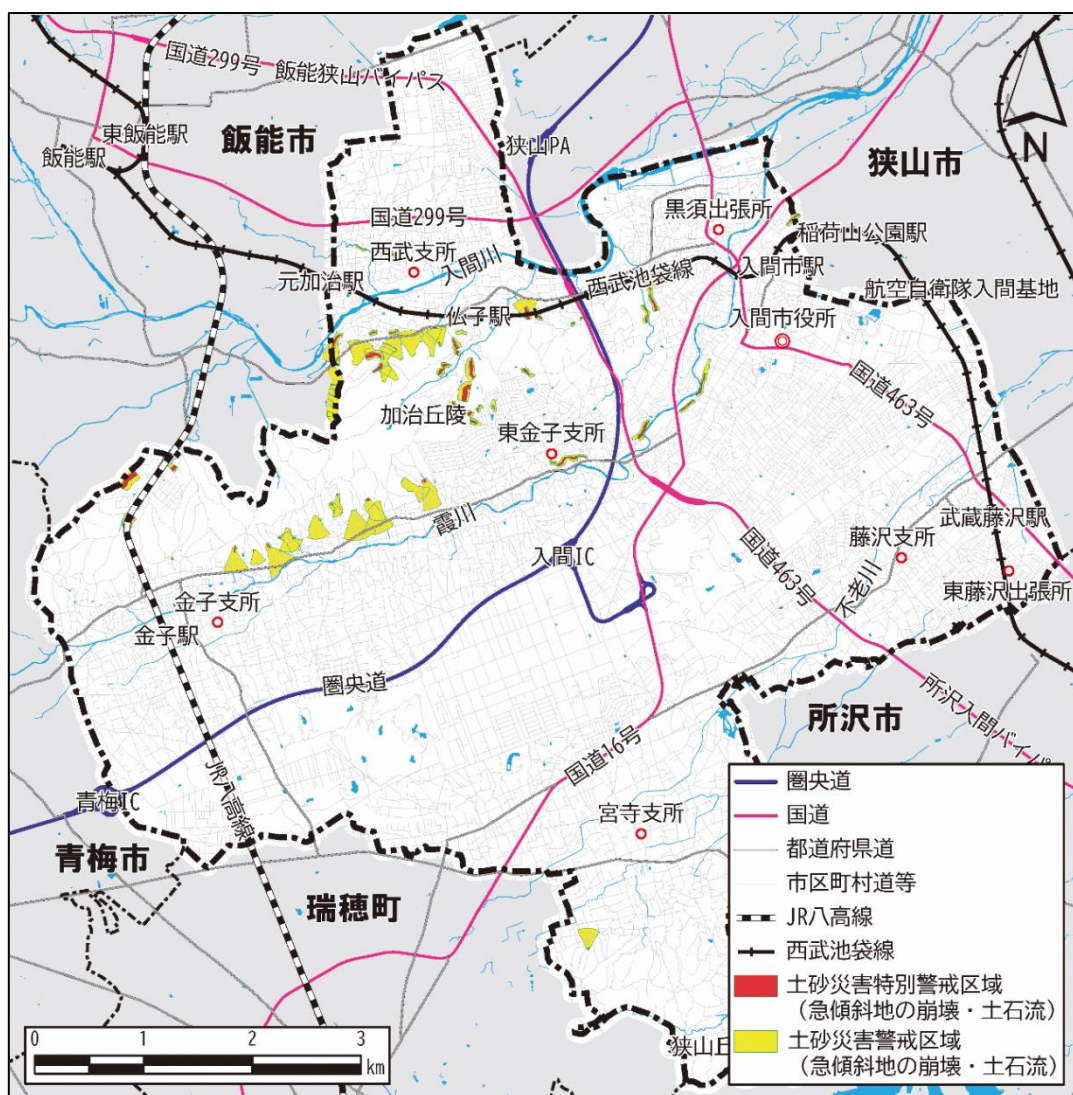 国道299号 飯能狭山バイパス
東飯能駅
飯能市
飯能駅
狭山PA
狭山市
N
国道299号
黒須出張所
西武支所
入間川
稲荷山公園駅
元加治駅
西武池袋線
入間市駅
航空自衛隊入間基地
仏子駅
入間市役所
国道463号
加治丘陵
東金子支所
霞川
入間IC
国道463号
藤沢支所
武蔵藤沢駅
不老川
東藤沢出張所
金子支所
金子駅
圏央道
所沢市
所沢入間バイパ
国道16号
JR八高線
青梅IC
宮寺支所
青梅市
瑞穂町
狭山丘
圏央道
国道
都道府県道
市区町村道等
JR八高線
西武池袋線
土砂災害特別警戒区域
（急傾斜地の崩壊・土石流）
土砂災害警戒区域
（急傾斜地の崩壊・土石流）
0 1 2 3
km